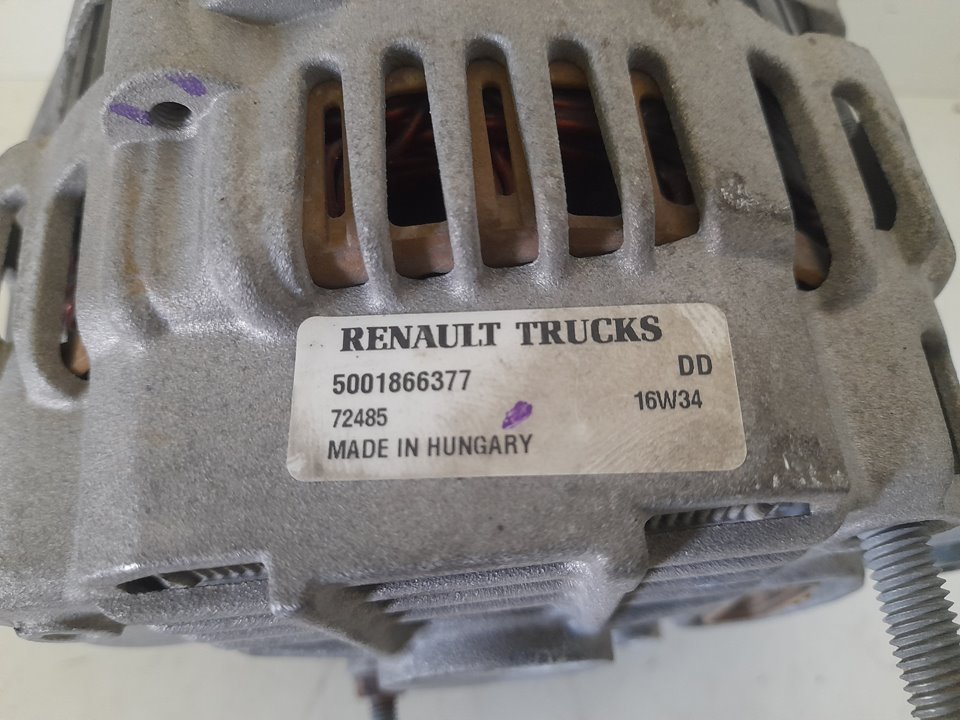 RENAULT TRUCKS
5001866377 DD
72485 16W34
MADE IN HUNGARY